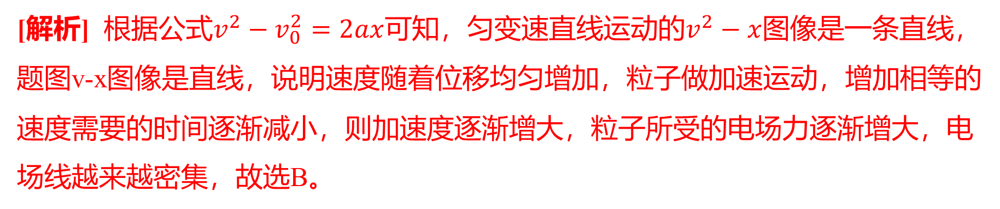 [解析] 根据公式v² − v₀² = 2ax可知，匀变速直线运动的v² − x图像是一条直线，
题图v-x图像是直线，说明速度随着位移均匀增加，粒子做加速运动，增加相等的
速度需要的时间逐渐减小，则加速度逐渐增大，粒子所受的电场力逐渐增大，电
场线越来越密集，故选B。